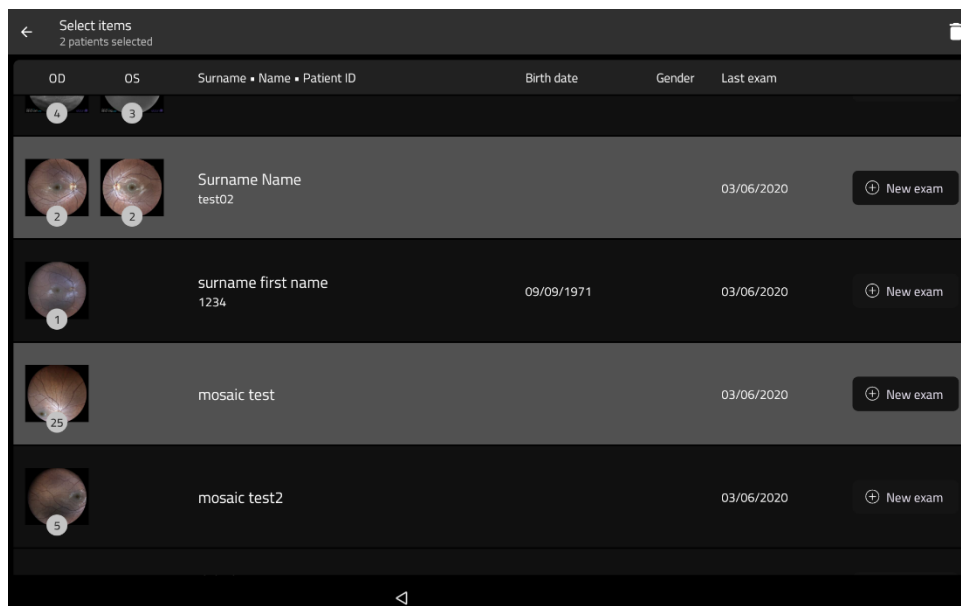 Select items
2 patients selected
OD OS Surname • Name • Patient ID Birth date Gender Last exam
4 3
Surname Name
test02
03/06/2020 New exam
2 2
surname first name
1234
09/09/1971 03/06/2020 New exam
1
mosaic test 03/06/2020 New exam
25
mosaic test2 03/06/2020 New exam
5